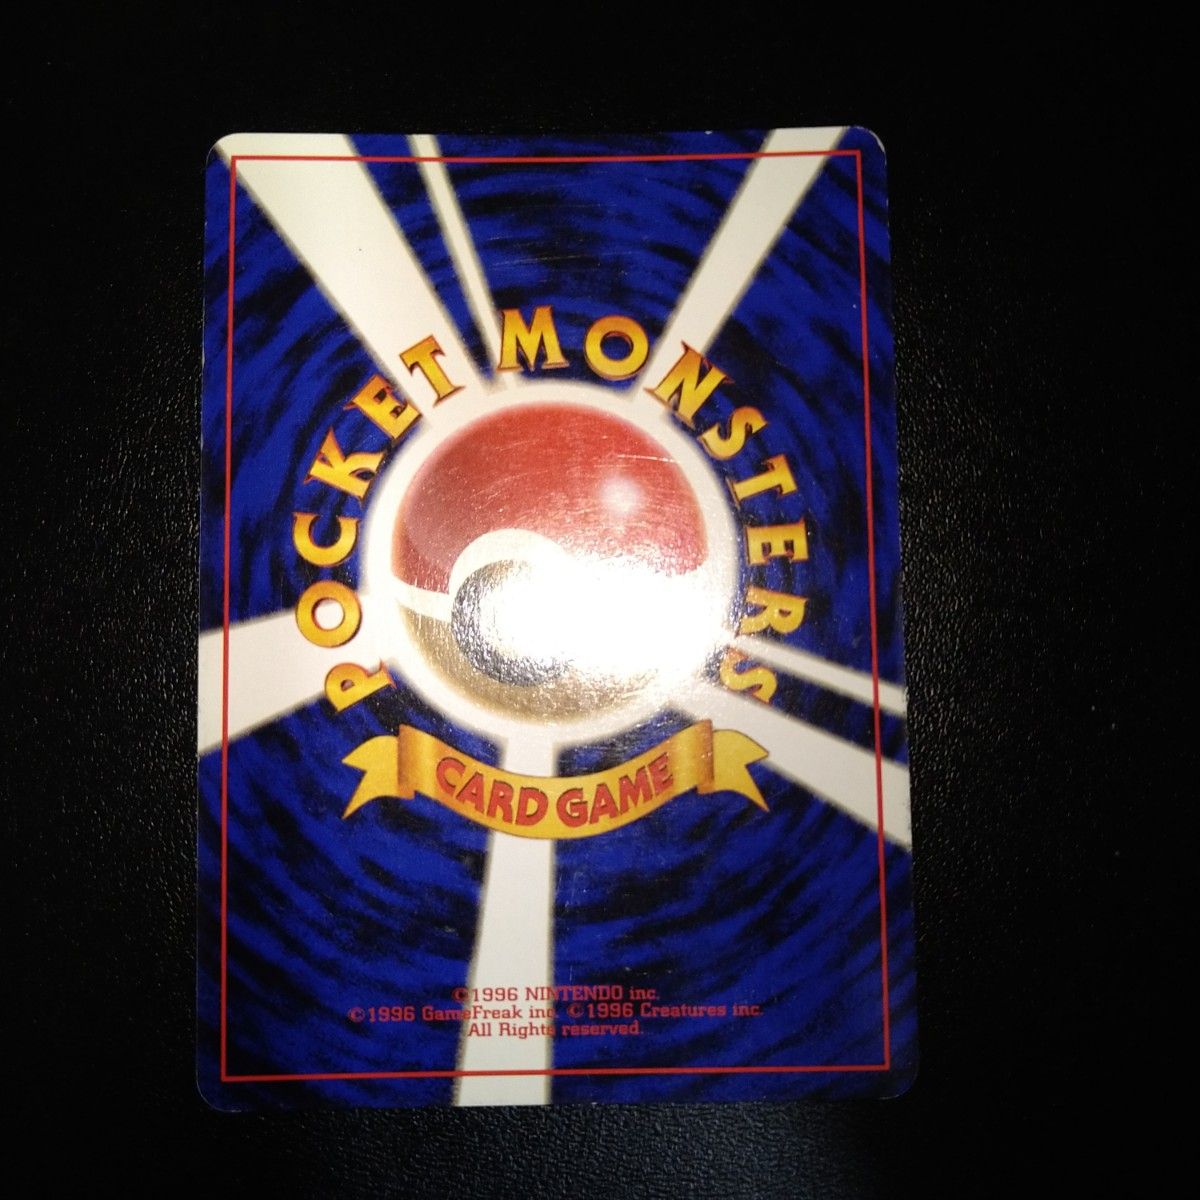 POCKET MONSTERS
CARD GAME
©1996 NINTENDO inc.
©1996 GameFreak inc. ©1996 Creatures inc.
All Rights reserved.